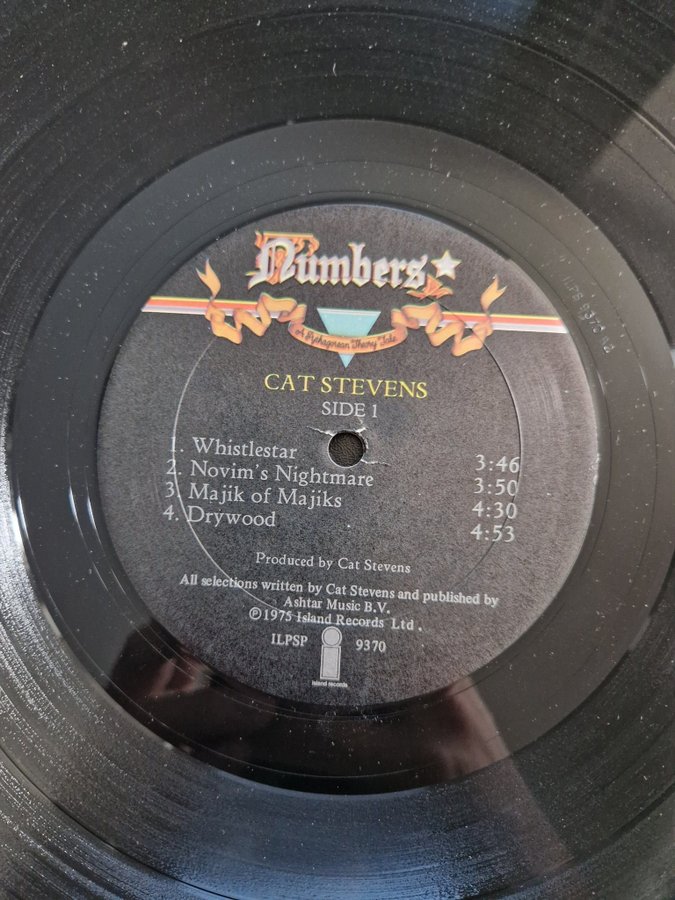 Numbers
A Pythagorean Theory Tale
CAT STEVENS
SIDE 1
1. Whistlestar 3:46
2. Novim's Nightmare 3:50
3. Majik of Majiks 4:30
4. Drywood 4:53
Produced by Cat Stevens
All selections written by Cat Stevens and published by
Ashtar Music B.V.
℗1975 Island Records Ltd.
ILPSP 9370
island records